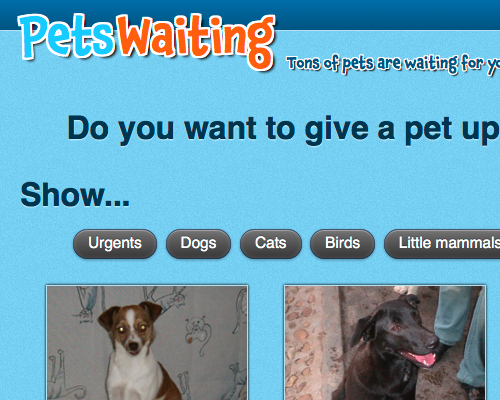 PetsWaiting
Tons of pets are waiting for
Do you want to give a pet up
Show...
Urgents
Dogs
Cats
Birds
Little mammals